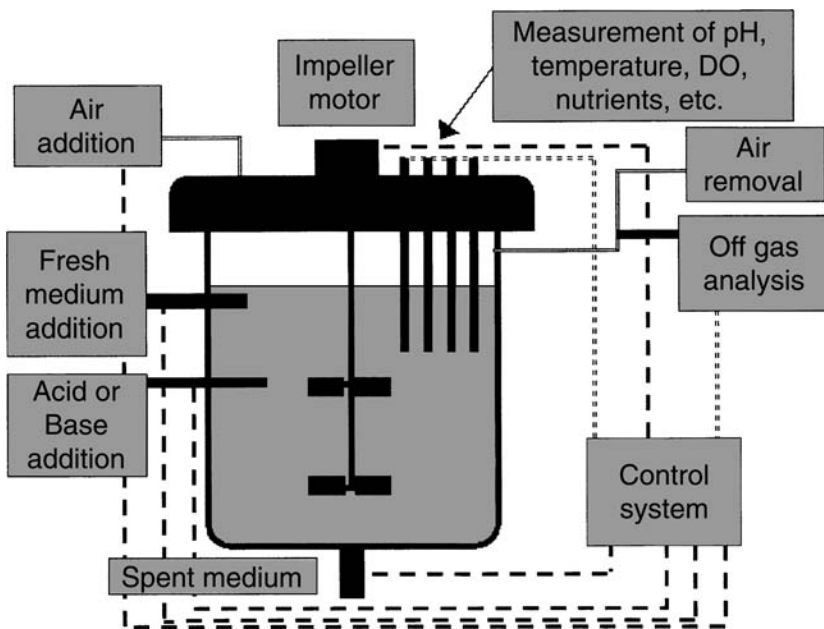 Measurement of pH,
temperature, DO,
nutrients, etc.
Impeller
motor
Air
addition
Air
removal
Fresh
medium
addition
Off gas
analysis
Acid or
Base
addition
Control
system
Spent medium